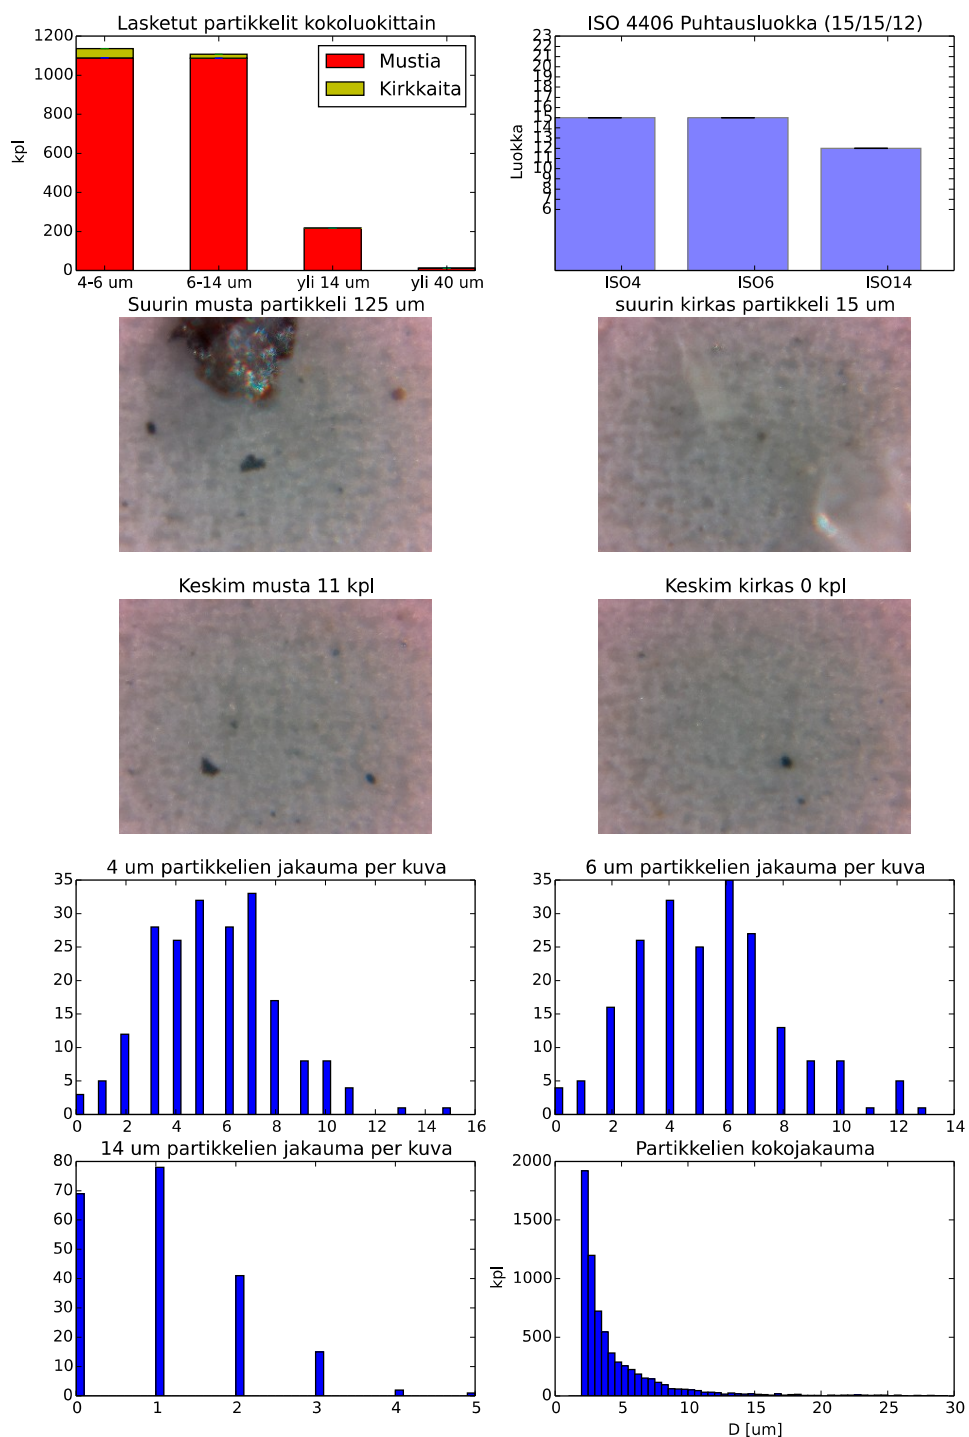 Lasketut partikkelit kokoluokittain
1200
1000
800
600
400
200
0
kpl
Mustia
Kirkkaita
4-6 um
6-14 um
yli 14 um
yli 40 um
ISO 4406 Puhtausluokka (15/15/12)
23
22
21
20
19
18
17
16
15
14
13
12
11
10
9
8
7
6
Luokka
ISO4
ISO6
ISO14
Suurin musta partikkeli 125 um
suurin kirkas partikkeli 15 um
Keskim musta 11 kpl
Keskim kirkas 0 kpl
4 um partikkelien jakauma per kuva
35
30
25
20
15
10
5
0
0 2 4 6 8 10 12 14 16
6 um partikkelien jakauma per kuva
35
30
25
20
15
10
5
0
0 2 4 6 8 10 12 14
14 um partikkelien jakauma per kuva
80
70
60
50
40
30
20
10
0
0 1 2 3 4 5
Partikkelien kokojakauma
2000
1500
1000
500
0
kpl
0 5 10 15 20 25 30
D [um]